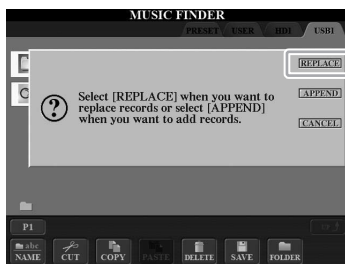 MUSIC FINDER
PRESET USER HD1 USB1
REPLACE
Select [REPLACE] when you want to
replace records or select [APPEND]
when you want to add records.
APPEND
CANCEL
P1
abc
NAME CUT COPY PASTE DELETE SAVE FOLDER